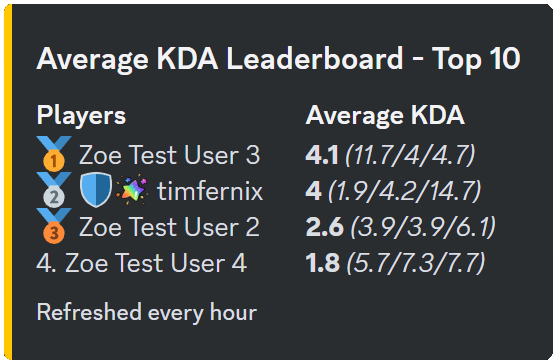 Average KDA Leaderboard - Top 10
Players Average KDA
1 Zoe Test User 3 4.1 (11.7/4/4.7)
2 timfernix 4 (1.9/4.2/14.7)
3 Zoe Test User 2 2.6 (3.9/3.9/6.1)
4. Zoe Test User 4 1.8 (5.7/7.3/7.7)
Refreshed every hour